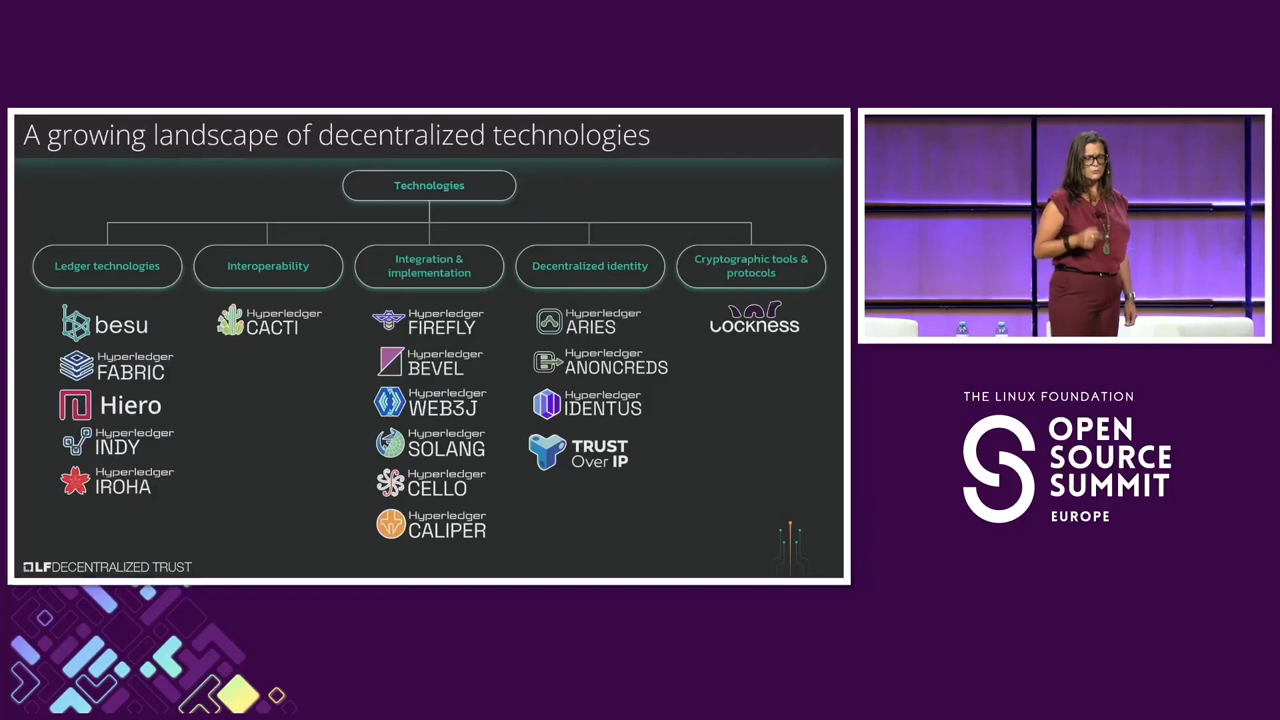 A growing landscape of decentralized technologies
Technologies
Ledger technologies
Interoperability
Integration &
implementation
Decentralized identity
Cryptographic tools &
protocols
besu
Hyperledger
FABRIC
Hiero
Hyperledger
INDY
Hyperledger
IROHA
Hyperledger
CACTI
Hyperledger
FIREFLY
Hyperledger
BEVEL
Hyperledger
WEB3J
Hyperledger
SOLANG
Hyperledger
CELLO
Hyperledger
CALIPER
Hyperledger
ARIES
Hyperledger
ANONCREDS
Hyperledger
IDENTUS
TRUST
Over IP
LOCKNESS
LFDECENTRALIZED TRUST
THE LINUX FOUNDATION
OPEN
SOURCE
SUMMIT
EUROPE